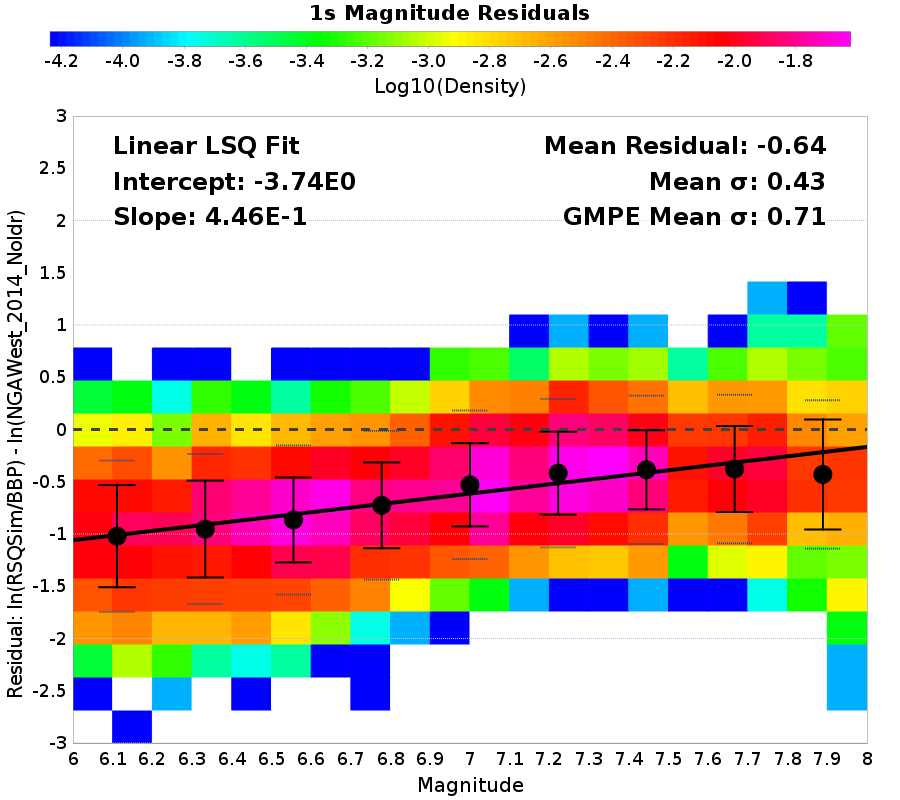 1s Magnitude Residuals
-4.2 -4.0 -3.8 -3.6 -3.4 -3.2 -3.0 -2.8 -2.6 -2.4 -2.2 -2.0 -1.8
Log10(Density)
Linear LSQ Fit
Intercept: -3.74E0
Slope: 4.46E-1
Mean Residual: -0.64
Mean σ: 0.43
GMPE Mean σ: 0.71
Residual: ln(RSQSim/BBP) - ln(NGAWest_2014_NoIdr)
3
2.5
2
1.5
1
0.5
0
-0.5
-1
-1.5
-2
-2.5
-3
6 6.1 6.2 6.3 6.4 6.5 6.6 6.7 6.8 6.9 7 7.1 7.2 7.3 7.4 7.5 7.6 7.7 7.8 7.9 8
Magnitude